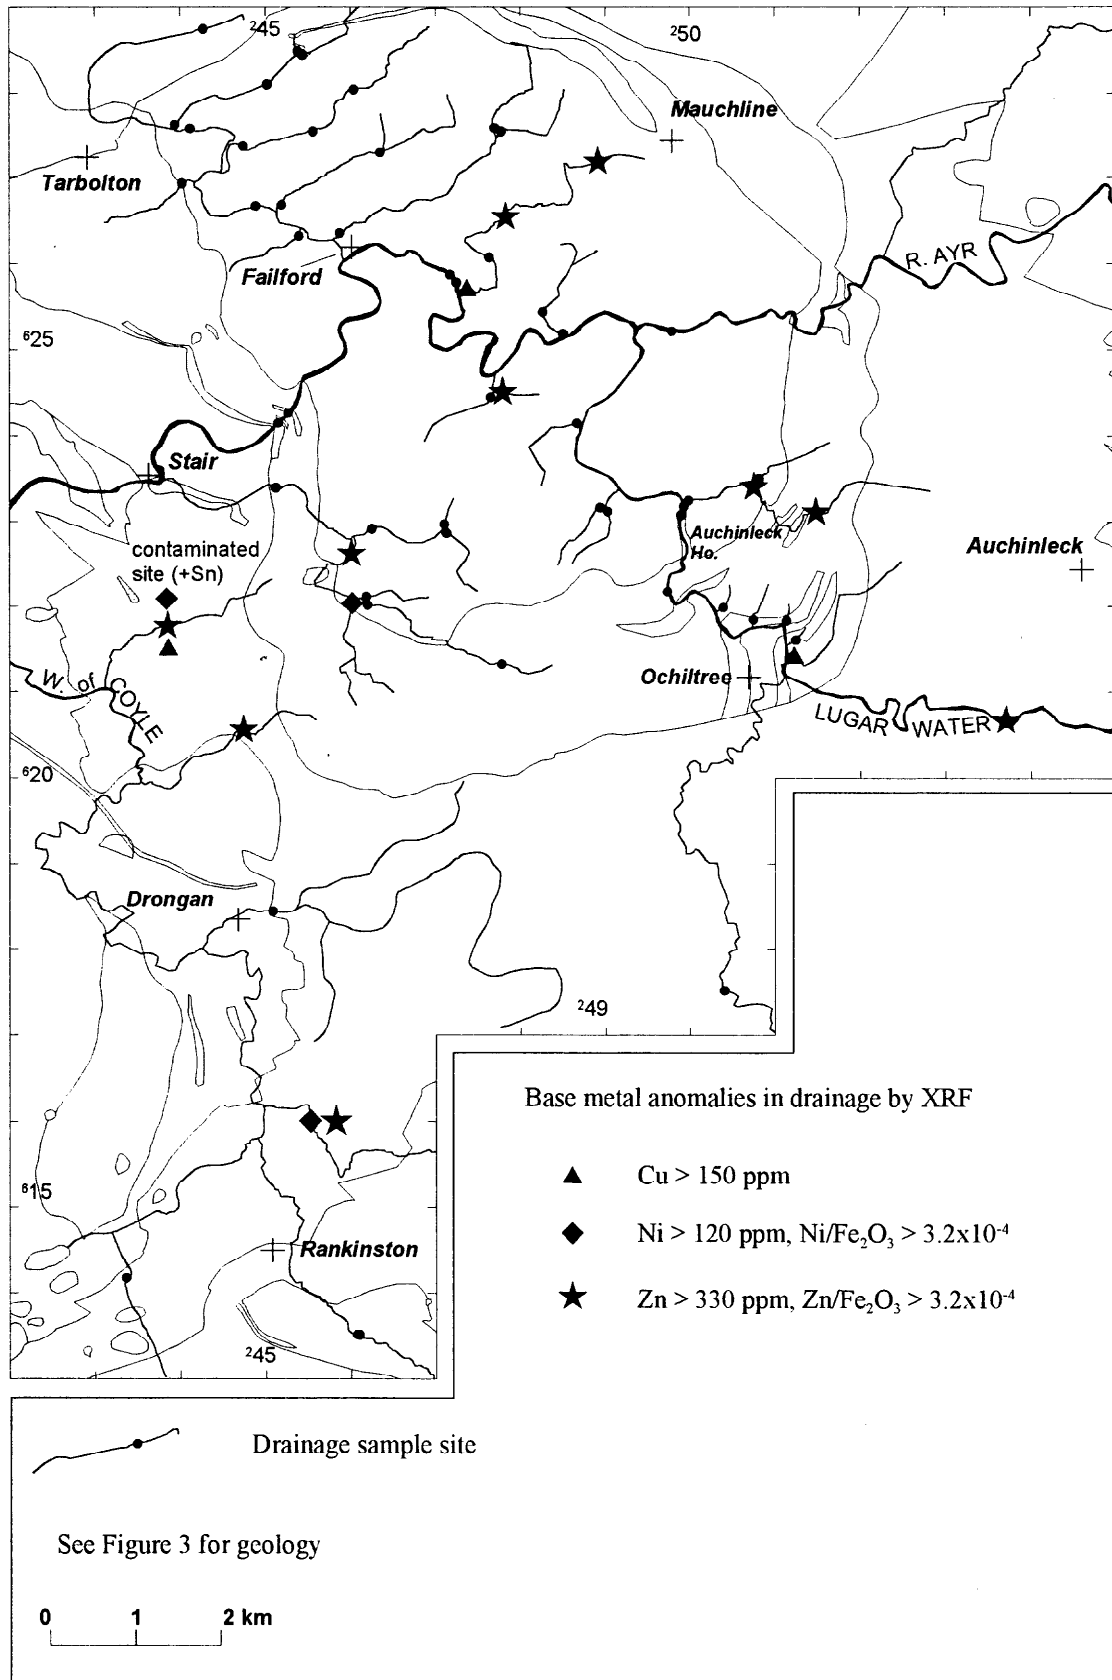 ²45
²50
Mauchline
Tarbolton
Failford
R. AYR
⁶25
Stair
contaminated
site (+Sn)
Auchinleck
Ho.
Auchinleck
W. of COYLE
Ochiltree
LUGAR WATER
⁶20
Drongan
²49
Base metal anomalies in drainage by XRF
Cu > 150 ppm
⁶15
Ni > 120 ppm, Ni/Fe₂O₃ > 3.2x10⁻⁴
Rankinston
Zn > 330 ppm, Zn/Fe₂O₃ > 3.2x10⁻⁴
²45
Drainage sample site
See Figure 3 for geology
0 1 2 km